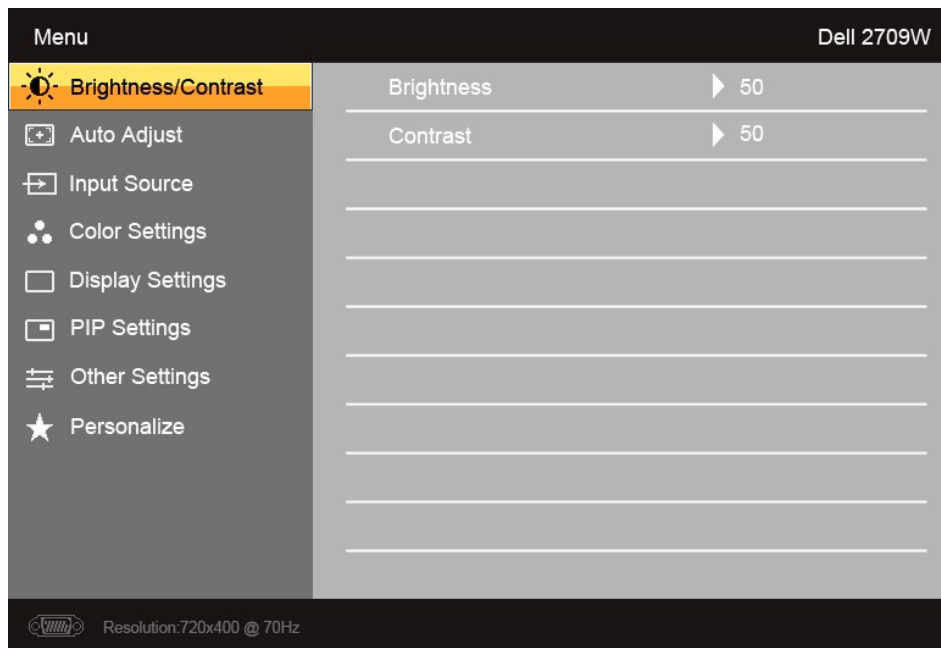 Menu Dell 2709W
Brightness/Contrast Brightness 50
Auto Adjust Contrast 50
Input Source
Color Settings
Display Settings
PIP Settings
Other Settings
Personalize
Resolution:720x400 @ 70Hz